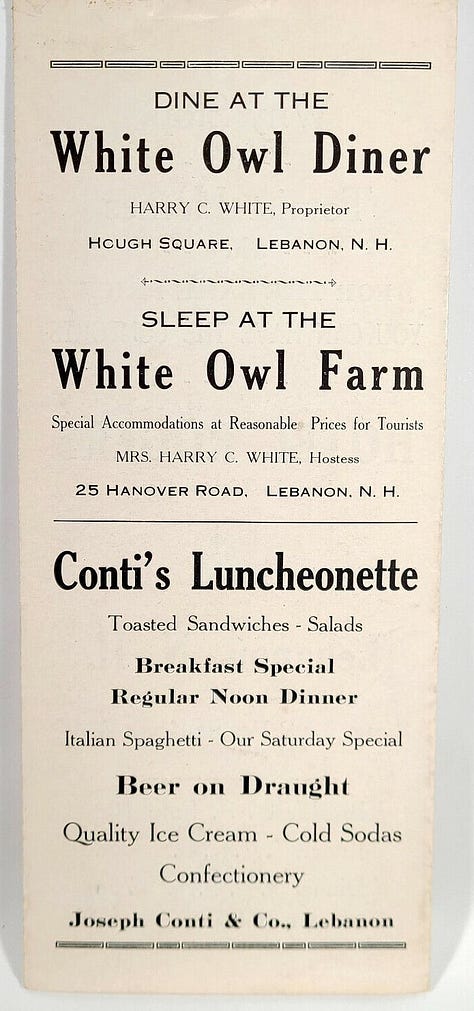 DINE AT THE
White Owl Diner
HARRY C. WHITE, Proprietor
HOUGH SQUARE, LEBANON, N. H.
SLEEP AT THE
White Owl Farm
Special Accommodations at Reasonable Prices for Tourists
MRS. HARRY C. WHITE, Hostess
25 HANOVER ROAD, LEBANON, N. H.
Conti's Luncheonette
Toasted Sandwiches - Salads
Breakfast Special
Regular Noon Dinner
Italian Spaghetti - Our Saturday Special
Beer on Draught
Quality Ice Cream - Cold Sodas
Confectionery
Joseph Conti & Co., Lebanon